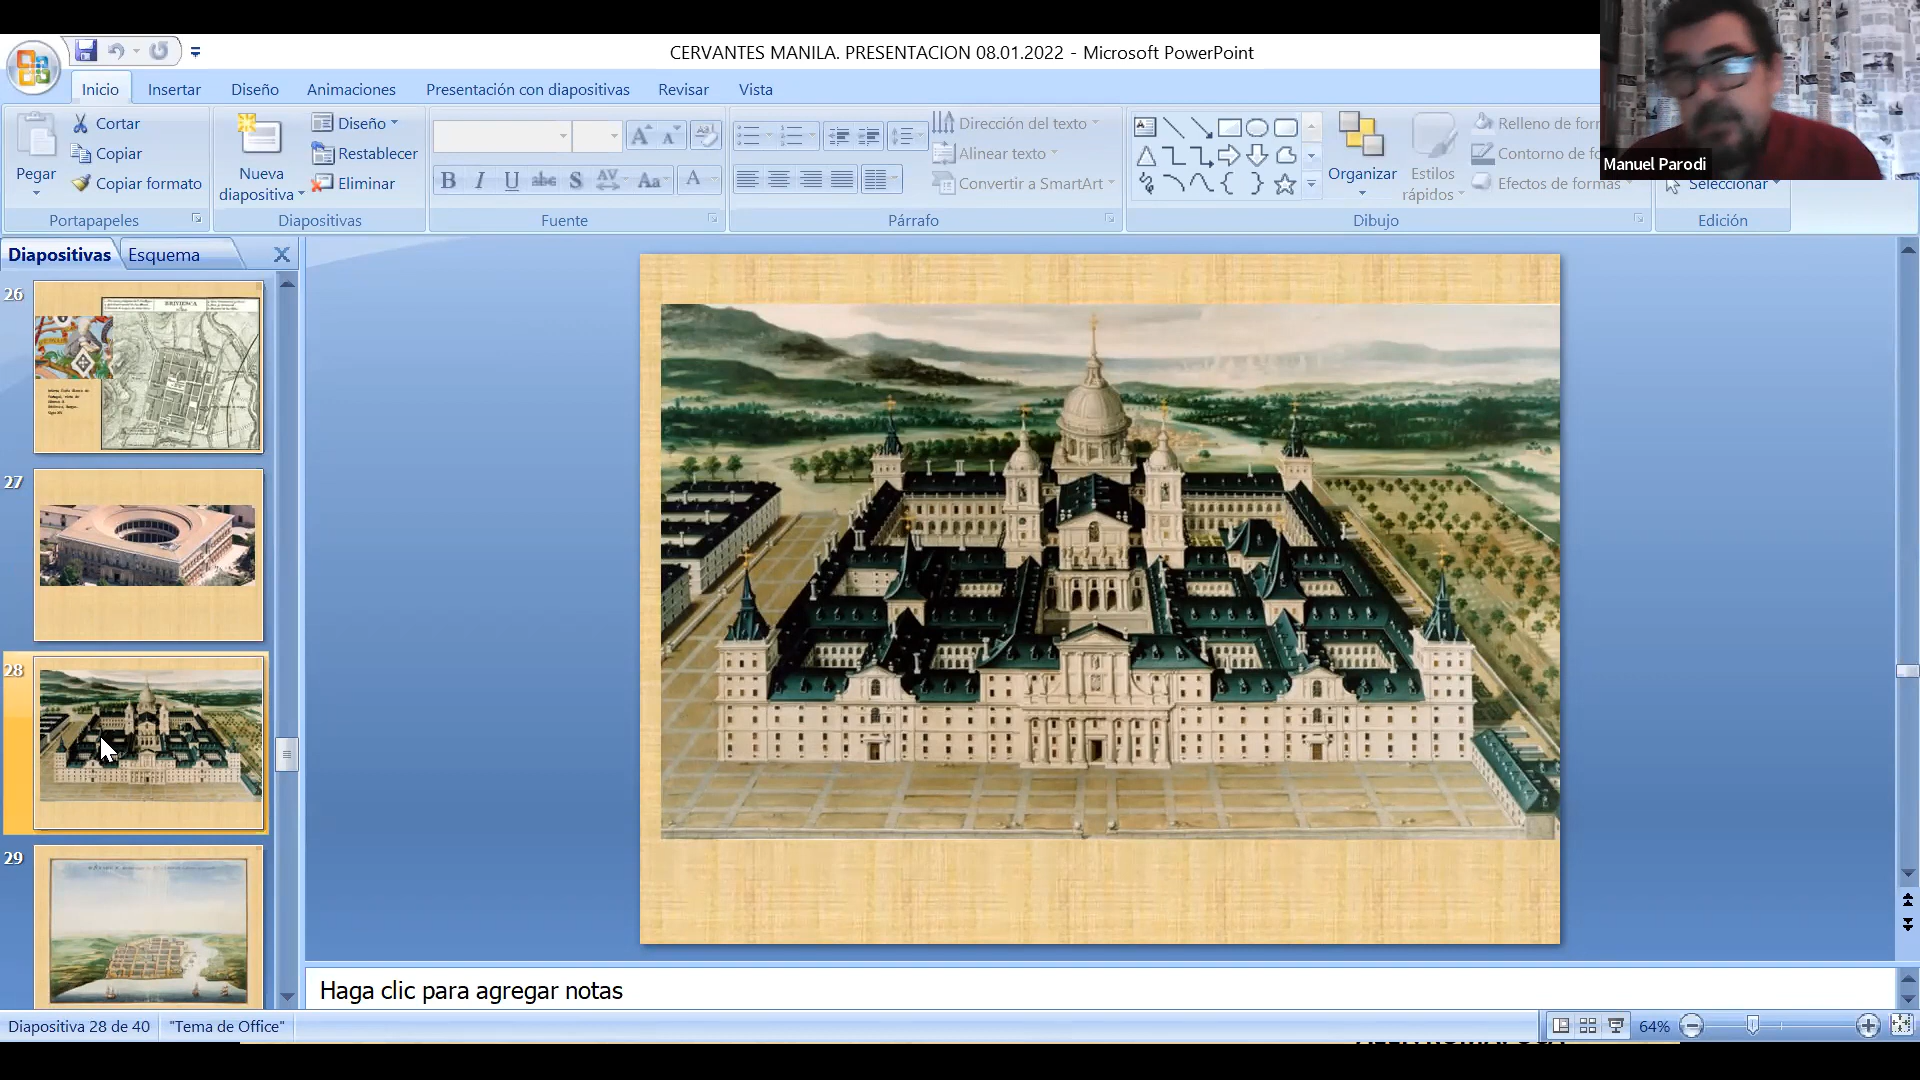 CERVANTES MANILA. PRESENTACION 08.01.2022 - Microsoft PowerPoint
Inicio Insertar Diseño Animaciones Presentación con diapositivas Revisar Vista
Pegar
Cortar
Copiar
Copiar formato
Portapapeles
Nueva
diapositiva
Diseño
Restablecer
Eliminar
Diapositivas
Fuente
Dirección del texto
Alinear texto
Convertir a SmartArt
Párrafo
Organizar
Estilos
rápidos
Relleno de for
Contorno de fo
Efectos de formas
Dibujo
Seleccionar
Edición
Manuel Parodi
Diapositivas Esquema
26
BRIVIESCA
27
28
29
Haga clic para agregar notas
Diapositiva 28 de 40 "Tema de Office" 64%